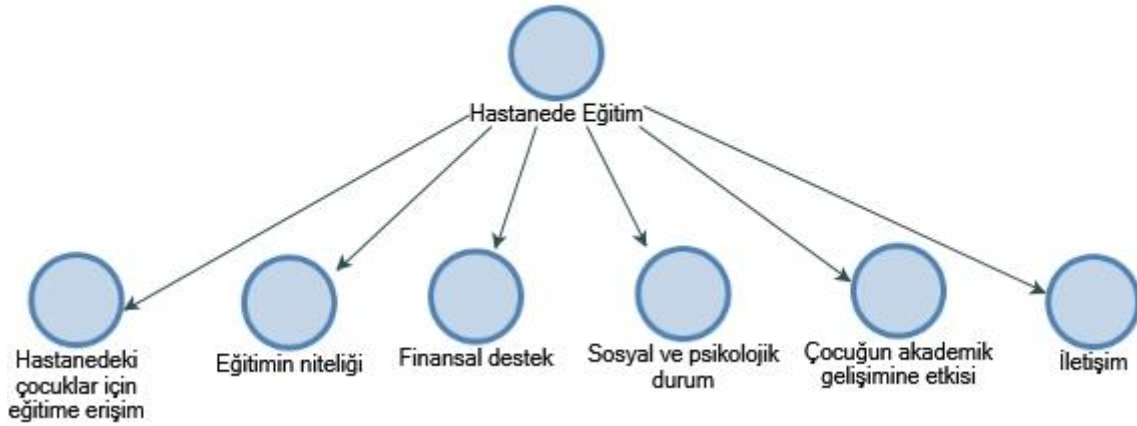 Hastanede Eğitim
Hastanedeki
çocuklar için
eğitime erişim
Eğitimin niteliği
Finansal destek
Sosyal ve psikolojik
durum
Çocuğun akademik
gelişimine etkisi
İletişim